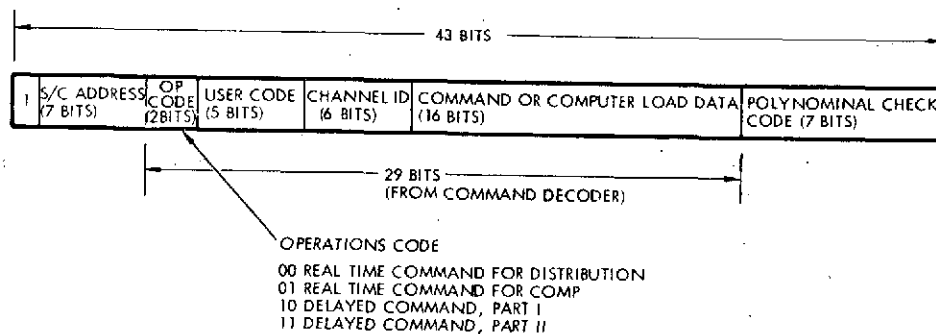 43 BITS
1
S/C ADDRESS
(7 BITS)
OP
CODE
(2BITS)
USER CODE
(5 BITS)
CHANNEL ID
(6 BITS)
COMMAND OR COMPUTER LOAD DATA
(16 BITS)
POLYNOMINAL CHECK
CODE (7 BITS)
29 BITS
(FROM COMMAND DECODER)
OPERATIONS CODE
00 REAL TIME COMMAND FOR DISTRIBUTION
01 REAL TIME COMMAND FOR COMP
10 DELAYED COMMAND, PART I
11 DELAYED COMMAND, PART II